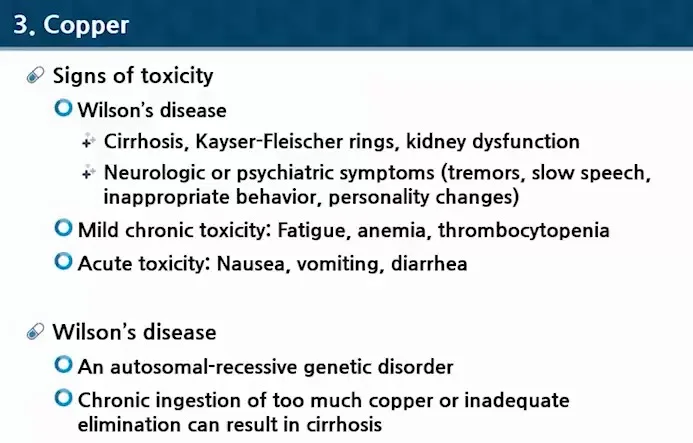 3. Copper
Signs of toxicity
Wilson's disease
Cirrhosis, Kayser-Fleischer rings, kidney dysfunction
Neurologic or psychiatric symptoms (tremors, slow speech,
inappropriate behavior, personality changes)
Mild chronic toxicity: Fatigue, anemia, thrombocytopenia
Acute toxicity: Nausea, vomiting, diarrhea
Wilson's disease
An autosomal-recessive genetic disorder
Chronic ingestion of too much copper or inadequate
elimination can result in cirrhosis